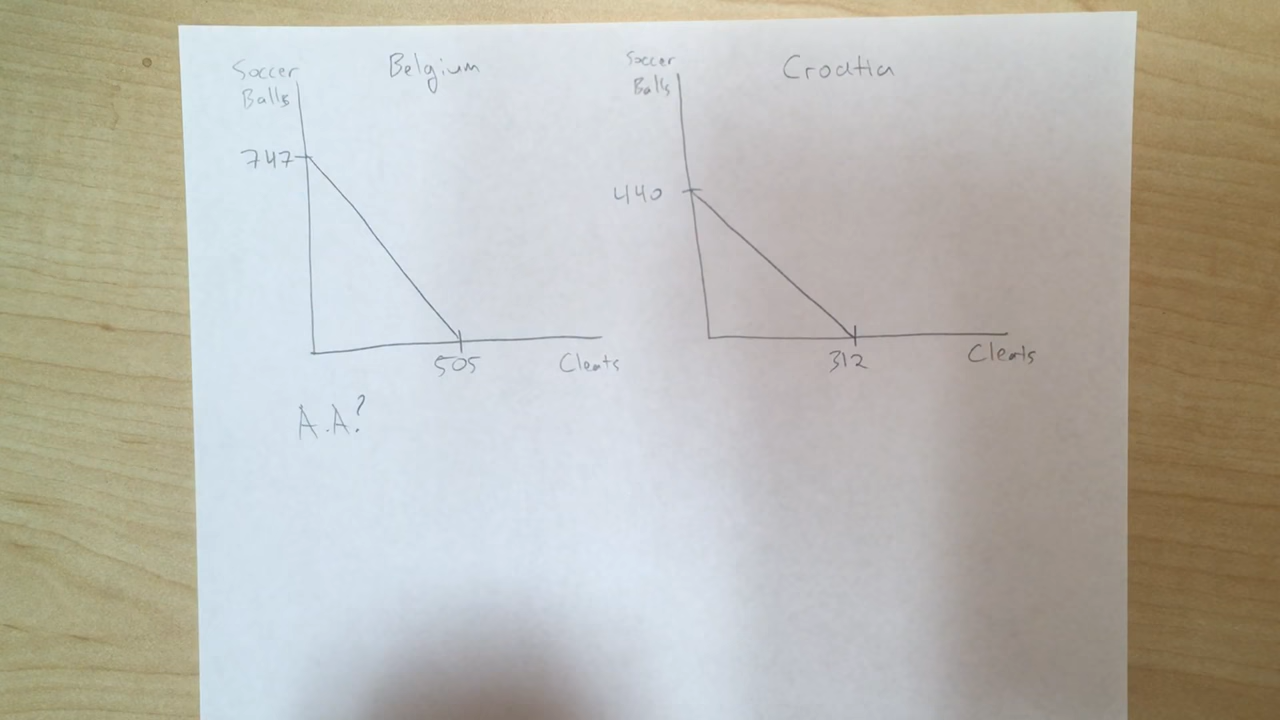 Soccer
Balls
Belgium
747
505
Cleats
Soccer
Balls
Croatia
440
312
Cleats
A.A?